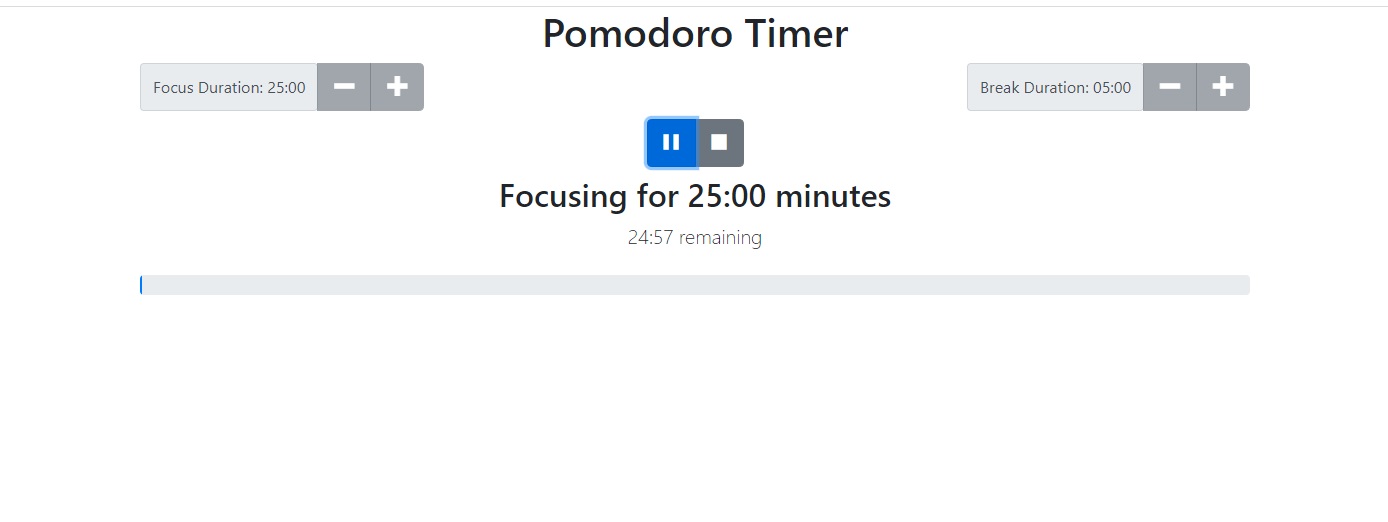 Pomodoro Timer
Focus Duration: 25:00
Break Duration: 05:00
Focusing for 25:00 minutes
24:57 remaining